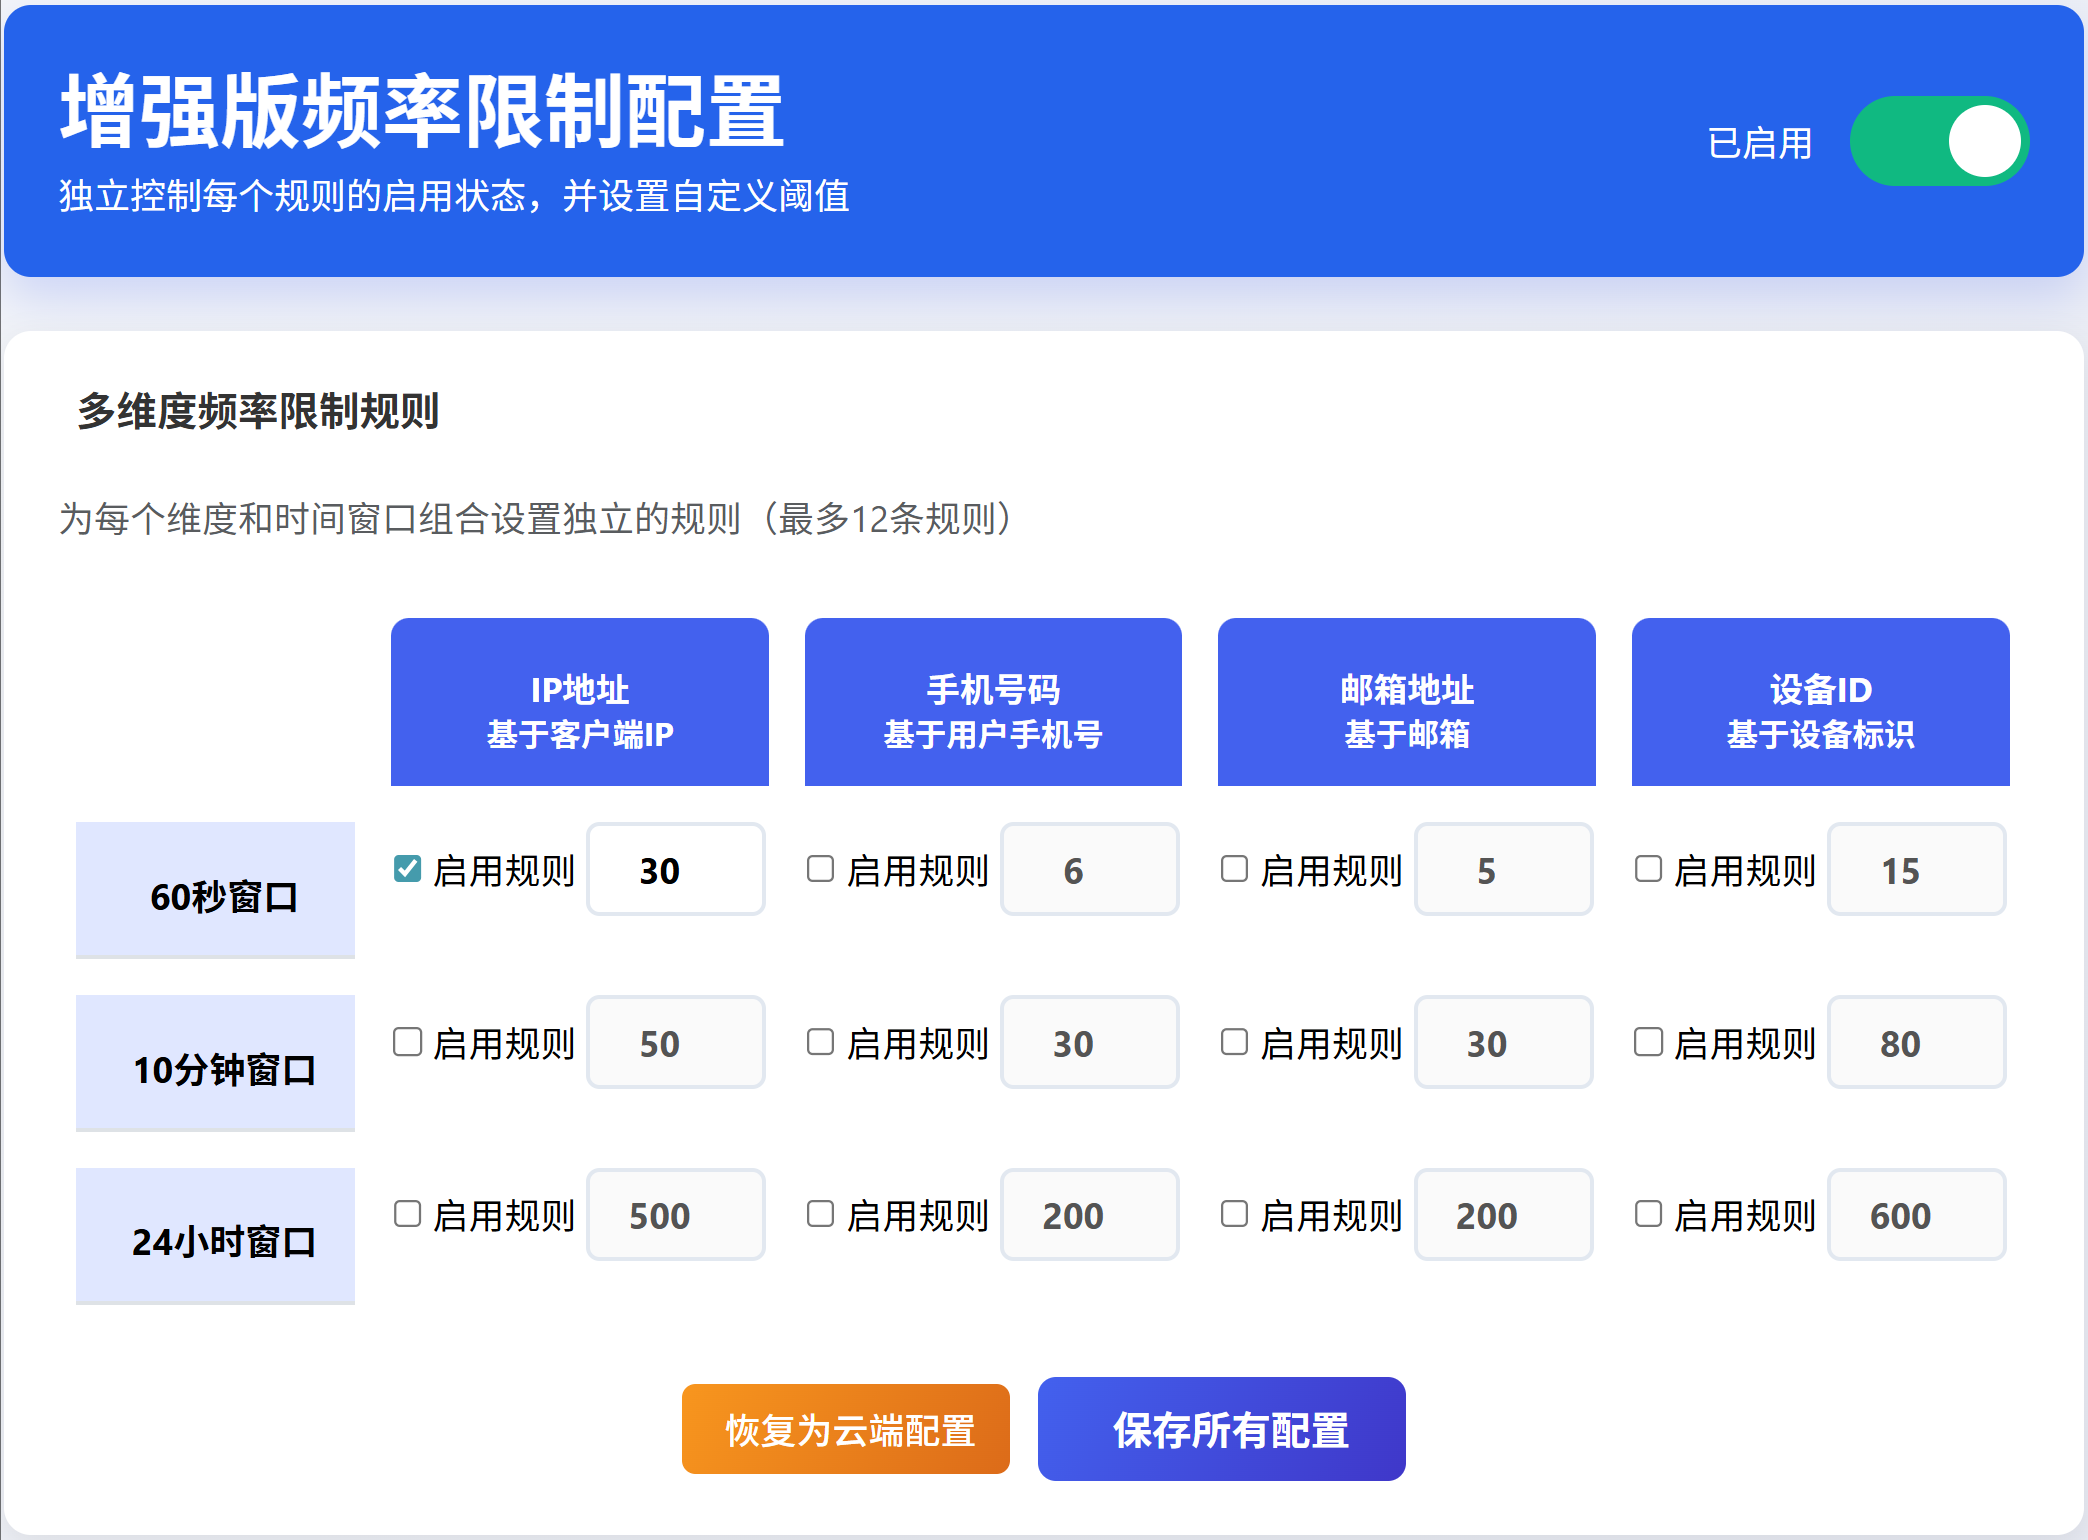 增强版频率限制配置
独立控制每个规则的启用状态，并设置自定义阈值
已启用
多维度频率限制规则
为每个维度和时间窗口组合设置独立的规则（最多12条规则）
IP地址
基于客户端IP
手机号码
基于用户手机号
邮箱地址
基于邮箱
设备ID
基于设备标识
60秒窗口
启用规则 30
启用规则 6
启用规则 5
启用规则 15
10分钟窗口
启用规则 50
启用规则 30
启用规则 30
启用规则 80
24小时窗口
启用规则 500
启用规则 200
启用规则 200
启用规则 600
恢复为云端配置
保存所有配置